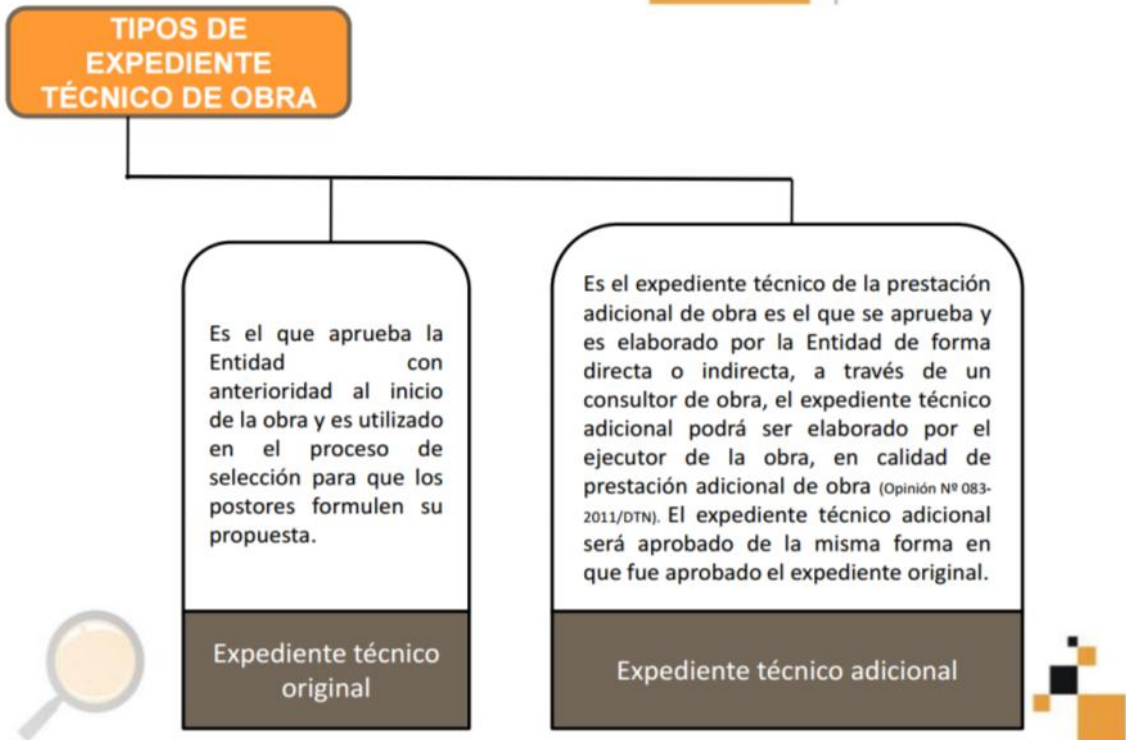 TIPOS DE
EXPEDIENTE
TÉCNICO DE OBRA
Es el que aprueba la
Entidad con
anterioridad al inicio
de la obra y es utilizado
en el proceso de
selección para que los
postores formulen su
propuesta.
Expediente técnico
original
Es el expediente técnico de la prestación
adicional de obra es el que se aprueba y
es elaborado por la Entidad de forma
directa o indirecta, a través de un
consultor de obra, el expediente técnico
adicional podrá ser elaborado por el
ejecutor de la obra, en calidad de
prestación adicional de obra (Opinión Nº 083-
2011/DTN). El expediente técnico adicional
será aprobado de la misma forma en
que fue aprobado el expediente original.
Expediente técnico adicional